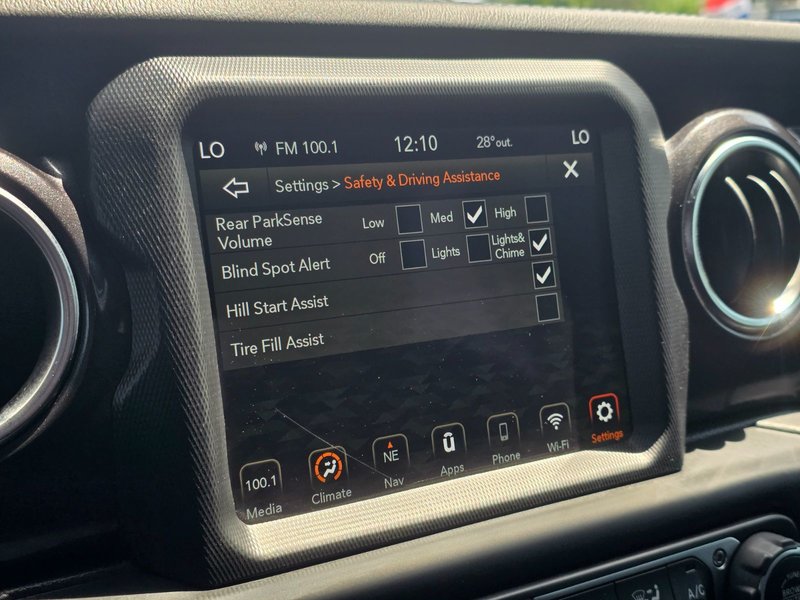 LO FM 100.1 12:10 28° out. LO
Settings > Safety & Driving Assistance X
Rear ParkSense Volume Low Med High
Blind Spot Alert Off Lights Lights& Chime
Hill Start Assist
Tire Fill Assist
100.1 NE û
Media Climate Nav Apps Phone Wi-Fi Settings
A/C